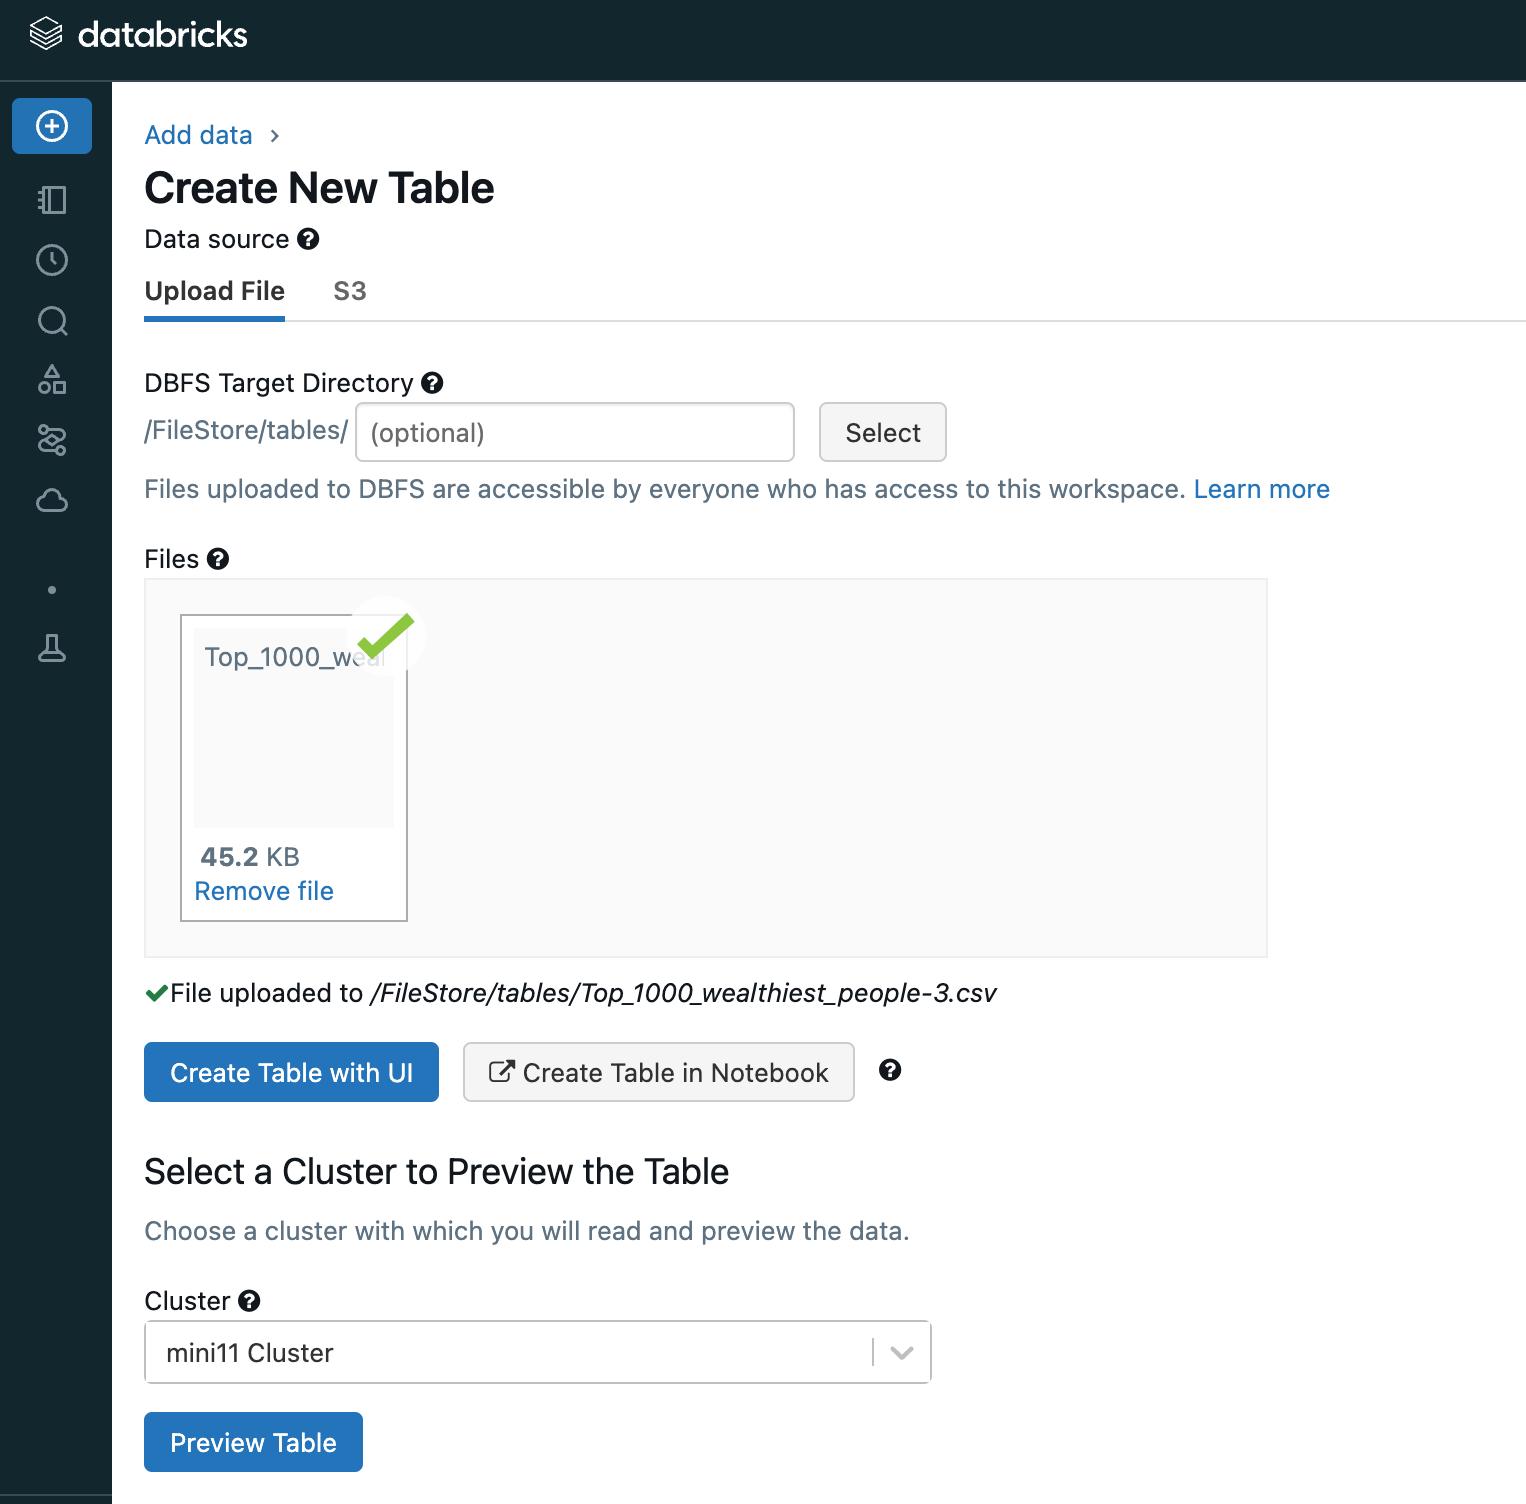 databricks
Add data
Create New Table
Data source
Upload File S3
DBFS Target Directory
/FileStore/tables/ (optional) Select
Files uploaded to DBFS are accessible by everyone who has access to this workspace. Learn more
Files
Top_1000_weal
45.2 KB
Remove file
File uploaded to /FileStore/tables/Top_1000_wealthiest_people-3.csv
Create Table with UI Create Table in Notebook
Select a Cluster to Preview the Table
Choose a cluster with which you will read and preview the data.
Cluster
mini11 Cluster
Preview Table